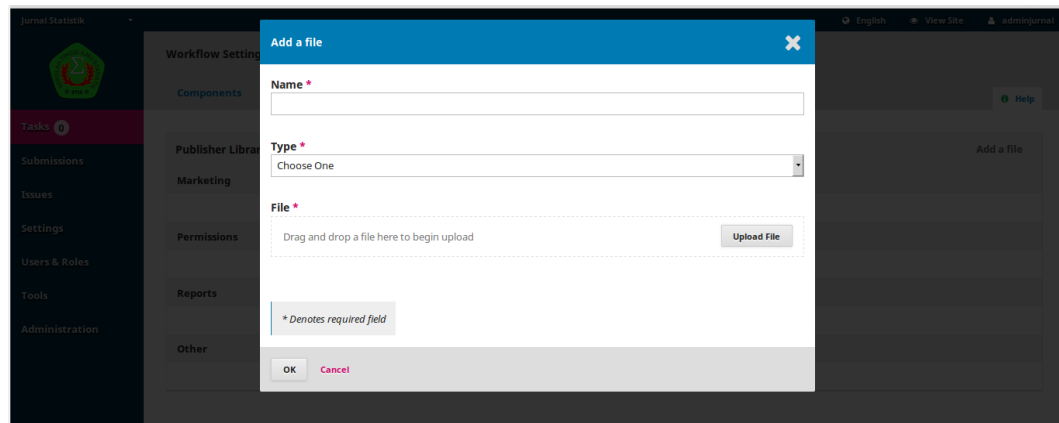 Jurnal Statistik
English
View Site
adminjurnal
Workflow Setting
Components
Help
Tasks 0
Submissions
Issues
Settings
Users & Roles
Tools
Administration
Publisher Librar
Add a file
Marketing
Permissions
Reports
Other
Add a file
Name *
Type *
Choose One
File *
Drag and drop a file here to begin upload
Upload File
* Denotes required field
OK
Cancel